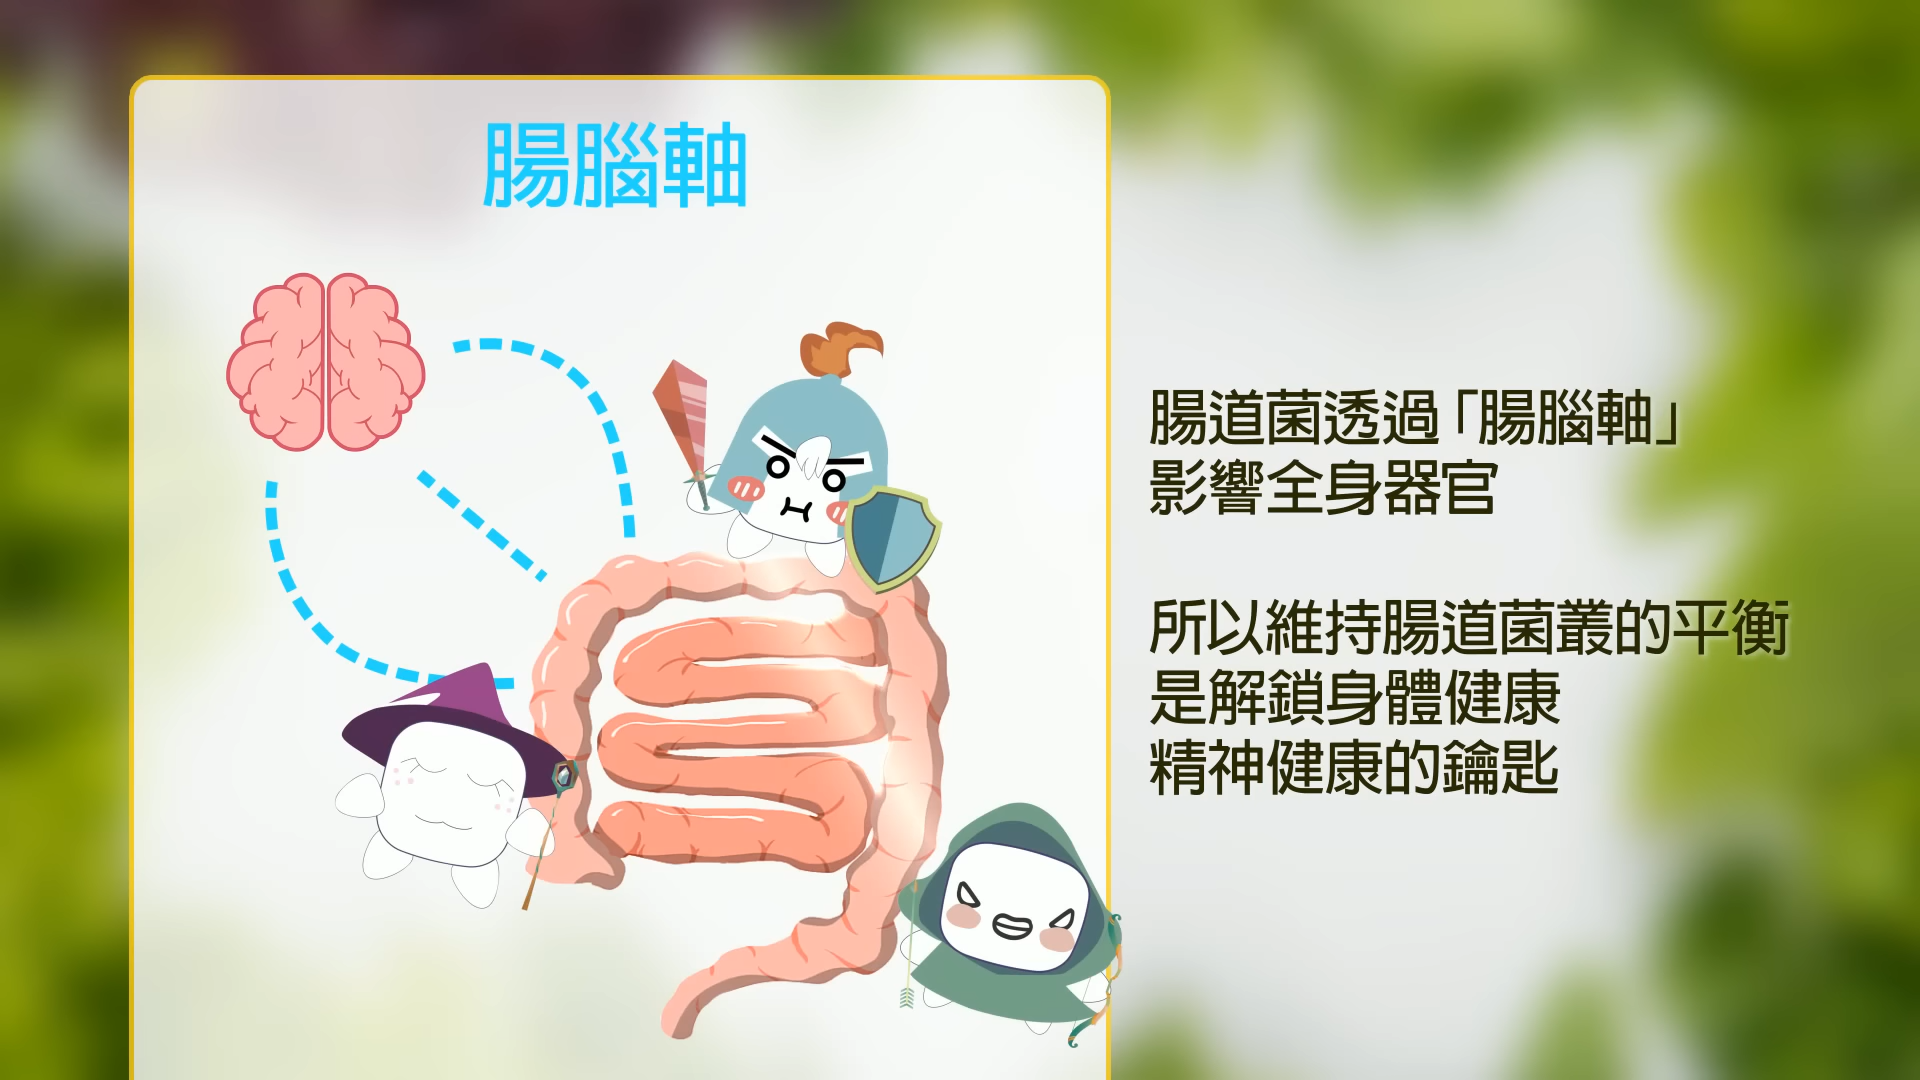 腸腦軸
腸道菌透過「腸腦軸」
影響全身器官
所以維持腸道菌叢的平衡
是解鎖身體健康
精神健康的鑰匙